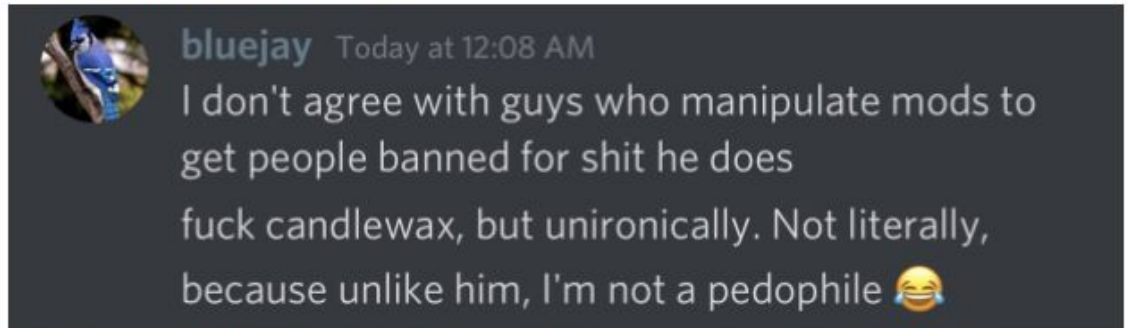 bluejay Today at 12:08 AM
I don't agree with guys who manipulate mods to
get people banned for shit he does
fuck candlewax, but unironically. Not literally,
because unlike him, I'm not a pedophile 😂